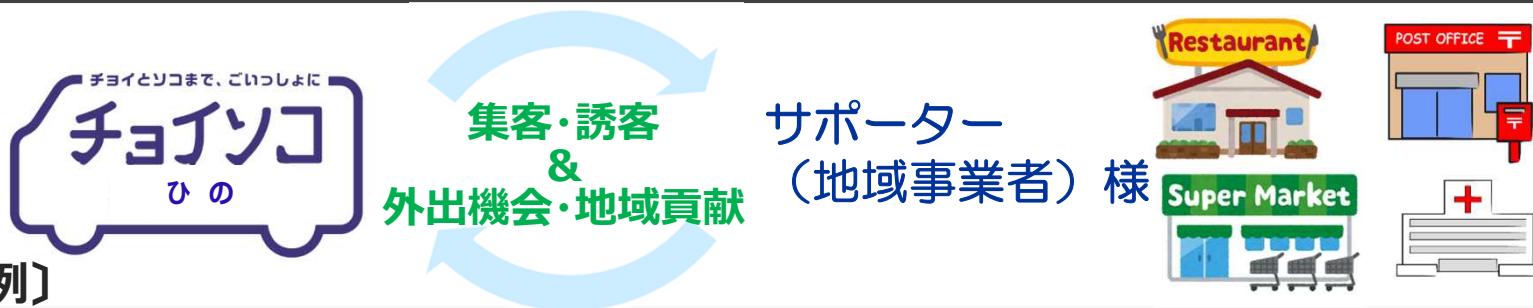 チョイとソコまで、ごいっしょに
チョイソコ
ひの
集客・誘客
&
外出機会・地域貢献
サポーター
（地域事業者）様
Restaurant
POST OFFICE 〒
〒
Super Market
例〕